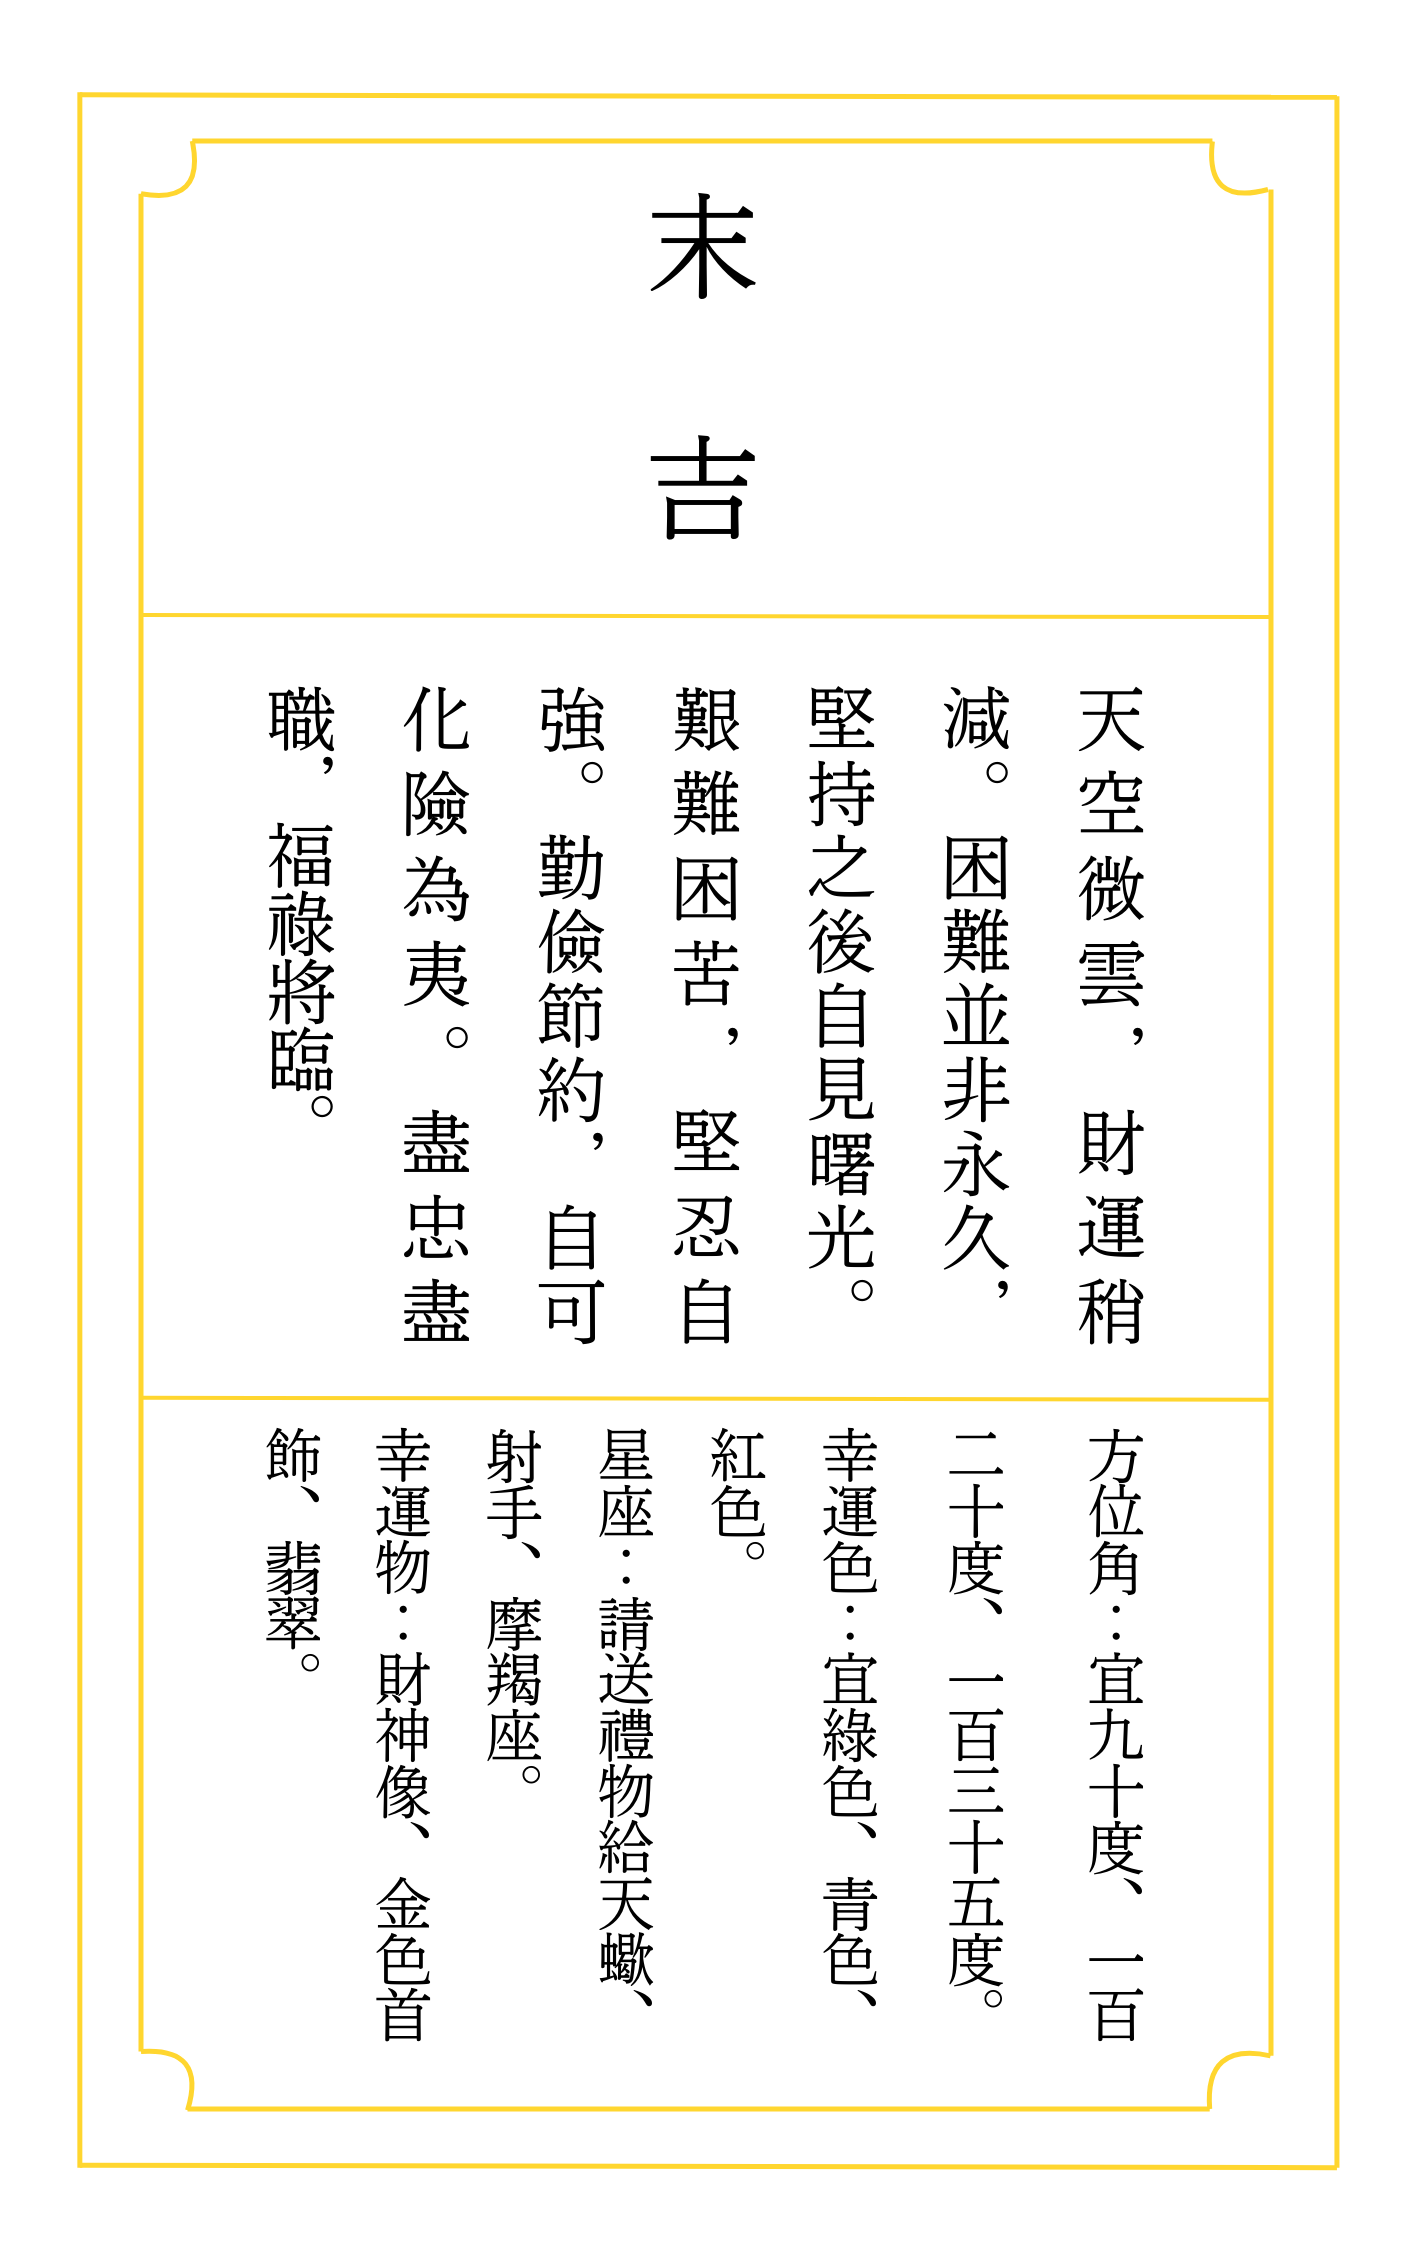 末吉
天空微雲，財運稍
減。困難並非永久，
堅持之後自見曙光。
艱難困苦，堅忍自
強。勤儉節約，自可
化險為夷。盡忠盡
職，福祿將臨。
方位角：宜九十度、一百
二十度、一百三十五度。
幸運色：宜綠色、青色、
紅色。
星座：請送禮物給天蠍、
射手、摩羯座。
幸運物：財神像、金色首
飾、翡翠。